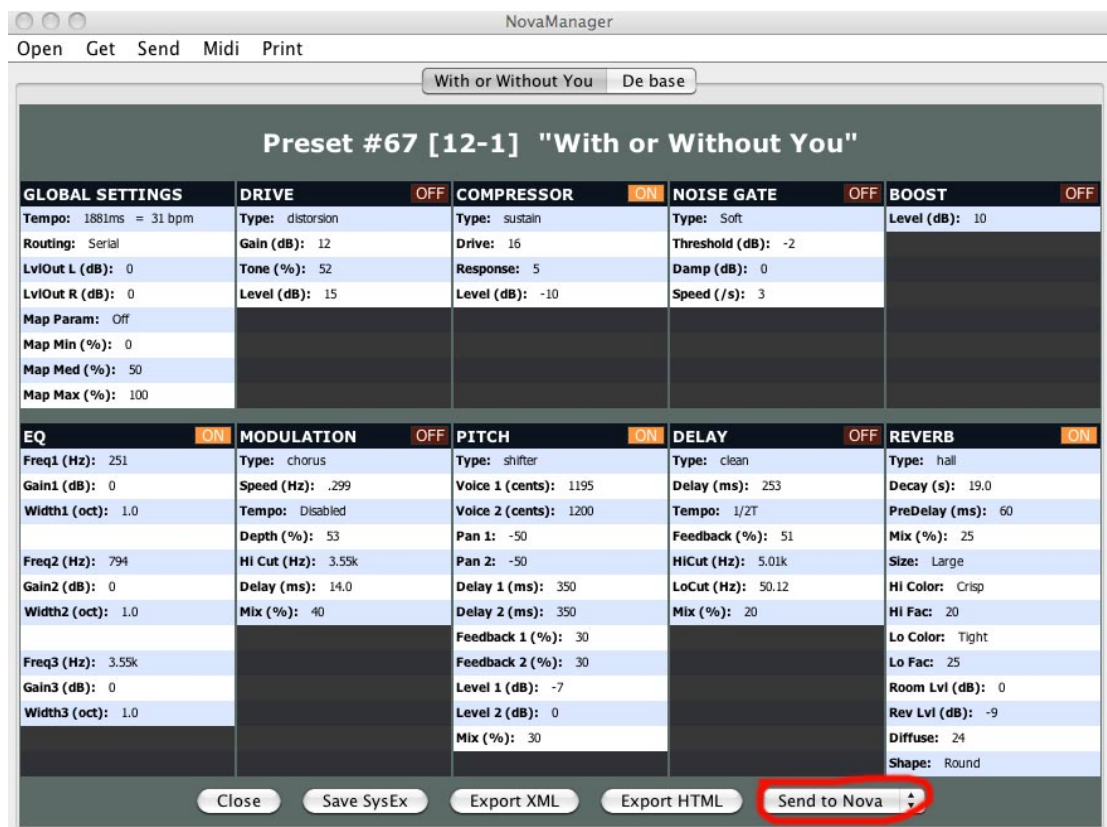 NovaManager
Open Get Send Midi Print
With or Without You De base
Preset #67 [12-1] "With or Without You"
GLOBAL SETTINGS
Tempo: 1881ms = 31 bpm
Routing: Serial
LvlOut L (dB): 0
LvlOut R (dB): 0
Map Param: Off
Map Min (%): 0
Map Med (%): 50
Map Max (%): 100
DRIVE OFF
Type: distorsion
Gain (dB): 12
Tone (%): 52
Level (dB): 15
COMPRESSOR ON
Type: sustain
Drive: 16
Response: 5
Level (dB): -10
NOISE GATE OFF
Type: Soft
Threshold (dB): -2
Damp (dB): 0
Speed (/s): 3
BOOST OFF
Level (dB): 10
EQ ON
Freq1 (Hz): 251
Gain1 (dB): 0
Width1 (oct): 1.0
Freq2 (Hz): 794
Gain2 (dB): 0
Width2 (oct): 1.0
Freq3 (Hz): 3.55k
Gain3 (dB): 0
Width3 (oct): 1.0
MODULATION OFF
Type: chorus
Speed (Hz): .299
Tempo: Disabled
Depth (%): 53
Hi Cut (Hz): 3.55k
Delay (ms): 14.0
Mix (%): 40
PITCH ON
Type: shifter
Voice 1 (cents): 1195
Voice 2 (cents): 1200
Pan 1: -50
Pan 2: -50
Delay 1 (ms): 350
Delay 2 (ms): 350
Feedback 1 (%): 30
Feedback 2 (%): 30
Level 1 (dB): -7
Level 2 (dB): 0
Mix (%): 30
DELAY OFF
Type: clean
Delay (ms): 253
Tempo: 1/2T
Feedback (%): 51
HiCut (Hz): 5.01k
LoCut (Hz): 50.12
Mix (%): 20
REVERB ON
Type: hall
Decay (s): 19.0
PreDelay (ms): 60
Mix (%): 25
Size: Large
Hi Color: Crisp
Hi Fac: 20
Lo Color: Tight
Lo Fac: 25
Room Lvl (dB): 0
Rev Lvl (dB): -9
Diffuse: 24
Shape: Round
Close Save SysEx Export XML Export HTML Send to Nova